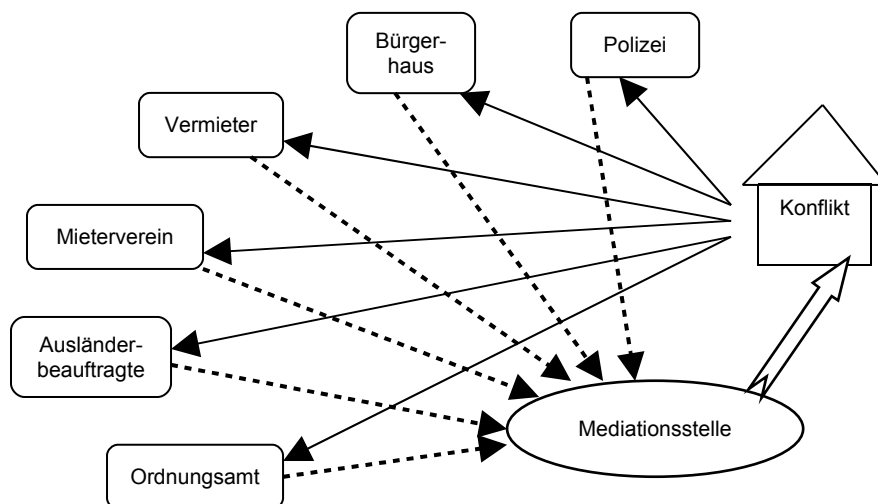 Bürger-
haus
Polizei
Vermieter
Konflikt
Mieterverein
Ausländer-
beauftragte
Mediationsstelle
Ordnungsamt